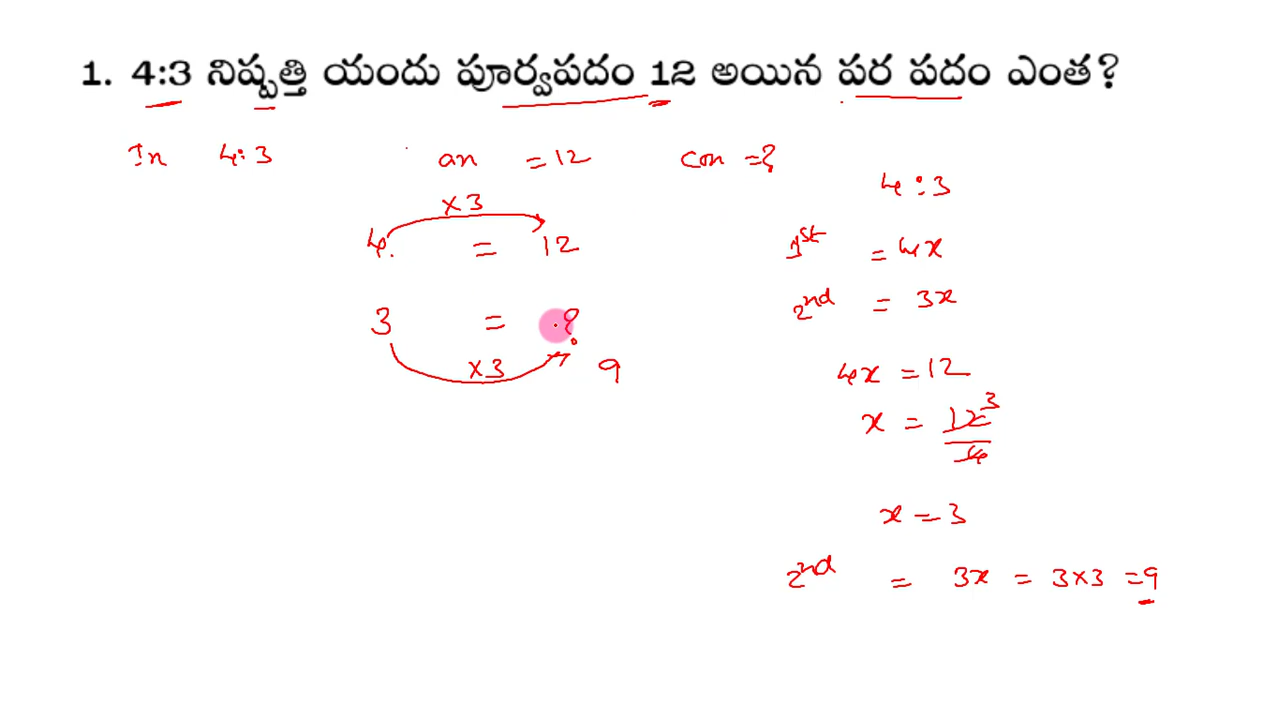 1. 4:3 నిష్పత్తి యందు పూర్వపదం 12 అయిన పర పదం ఎంత?
In 4:3 an = 12 con = ?
×3
4 = 12
3 = ?
×3 9
4:3
1st = 4x
2nd = 3x
4x = 12
x = 12/4 3
x = 3
2nd = 3x = 3×3 = 9